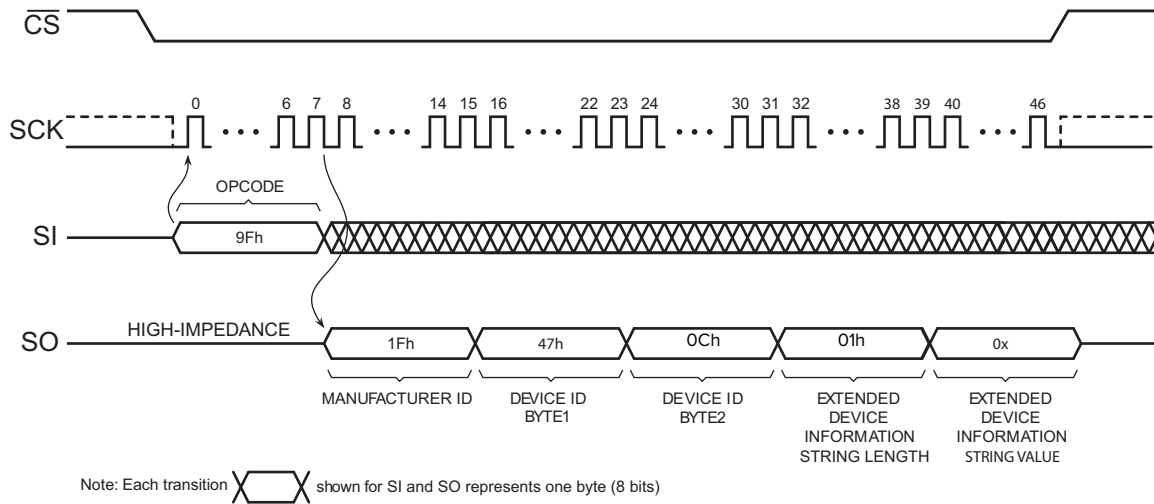 CS
SCK
0 6 7 8 14 15 16 22 23 24 30 31 32 38 39 40 46
OPCODE
SI
9Fh
SO
HIGH-IMPEDANCE
1Fh 47h 0Ch 01h 0x
MANUFACTURER ID
DEVICE ID
BYTE1
DEVICE ID
BYTE2
EXTENDED
DEVICE
INFORMATION
STRING LENGTH
EXTENDED
DEVICE
INFORMATION
STRING VALUE
Note: Each transition shown for SI and SO represents one byte (8 bits)